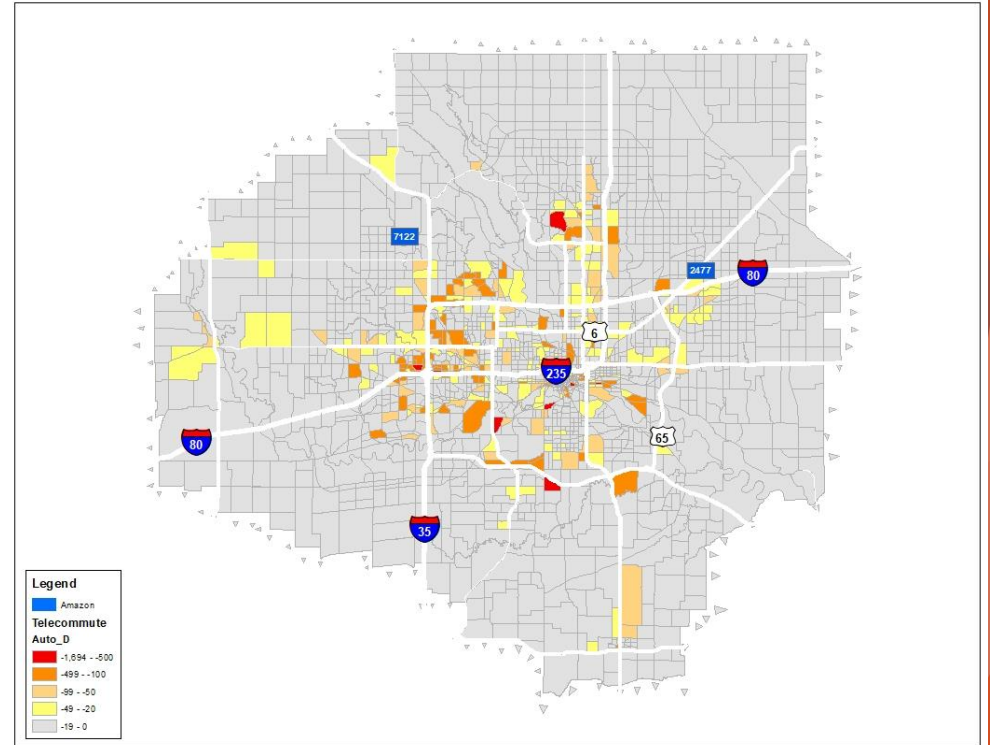 7122
2477
80
6
235
80
65
35
Legend
Amazon
Telecommute
Auto_D
-1,694 - -500
-499 - -100
-99 - -50
-49 - -20
-19 - 0